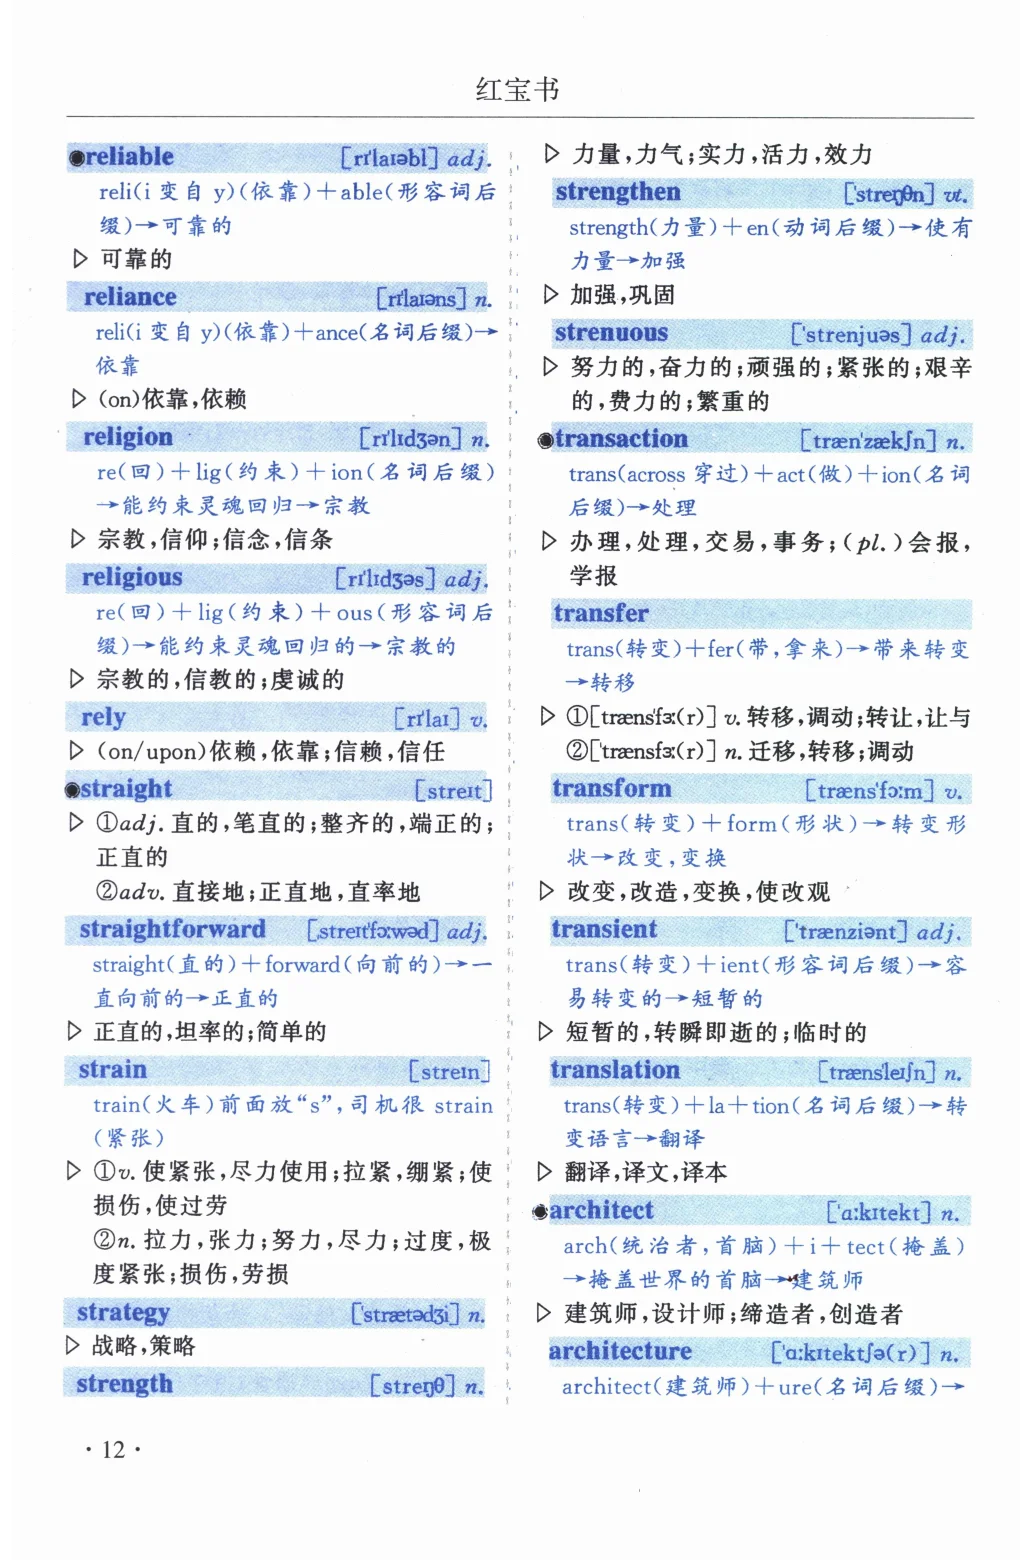 红宝书
◉reliable [rɪ'laɪəbl] adj.
reli(i 变自 y)(依靠)＋able(形容词后
缀)→可靠的
▷ 可靠的
reliance [rɪ'laɪəns] n.
reli(i 变自 y)(依靠)＋ance(名词后缀)→
依靠
▷ (on)依靠,依赖
religion [rɪ'lɪdʒən] n.
re(回)＋lig(约束)＋ion(名词后缀)
→能约束灵魂回归→宗教
▷ 宗教,信仰;信念,信条
religious [rɪ'lɪdʒəs] adj.
re(回)＋lig(约束)＋ous(形容词后
缀)→能约束灵魂回归的→宗教的
▷ 宗教的,信教的;虔诚的
rely [rɪ'laɪ] v.
▷ (on/upon)依赖,依靠;信赖,信任
◉straight [streɪt]
▷ ①adj.直的,笔直的;整齐的,端正的;
正直的
②adv.直接地;正直地,直率地
straightforward [ˌstreɪt'fɔːwəd] adj.
straight(直的)＋forward(向前的)→一
直向前的→正直的
▷ 正直的,坦率的;简单的
strain [streɪn]
train(火车)前面放“s”,司机很 strain
(紧张)
▷ ①v.使紧张,尽力使用;拉紧,绷紧;使
损伤,使过劳
②n.拉力,张力;努力,尽力;过度,极
度紧张;损伤,劳损
strategy ['strætədʒi] n.
▷ 战略,策略
strength [streŋθ] n.
▷ 力量,力气;实力,活力,效力
strengthen ['streŋθn] vt.
strength(力量)＋en(动词后缀)→使有
力量→加强
▷ 加强,巩固
strenuous ['strenjuəs] adj.
▷ 努力的,奋力的;顽强的;紧张的;艰辛
的,费力的;繁重的
◉transaction [træn'zækʃn] n.
trans(across 穿过)＋act(做)＋ion(名词
后缀)→处理
▷ 办理,处理,交易,事务;(pl.)会报,
学报
transfer
trans(转变)＋fer(带,拿来)→带来转变
→转移
▷ ①[træns'fɜː(r)] v.转移,调动;转让,让与
②['trænsfɜː(r)] n.迁移,转移;调动
transform [træns'fɔːm] v.
trans(转变)＋form(形状)→转变形
状→改变,变换
▷ 改变,改造,变换,使改观
transient ['trænziənt] adj.
trans(转变)＋ient(形容词后缀)→容
易转变的→短暂的
▷ 短暂的,转瞬即逝的;临时的
translation [træns'leɪʃn] n.
trans(转变)＋la＋tion(名词后缀)→转
变语言→翻译
▷ 翻译,译文,译本
◉architect ['ɑːkɪtekt] n.
arch(统治者,首脑)＋i＋tect(掩盖)
→掩盖世界的首脑→建筑师
▷ 建筑师,设计师;缔造者,创造者
architecture ['ɑːkɪtektʃə(r)] n.
architect(建筑师)＋ure(名词后缀)→
·12·